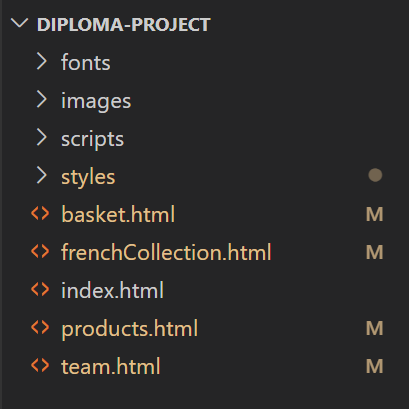 DIPLOMA-PROJECT
fonts
images
scripts
styles
basket.html M
frenchCollection.html M
index.html
products.html M
team.html M